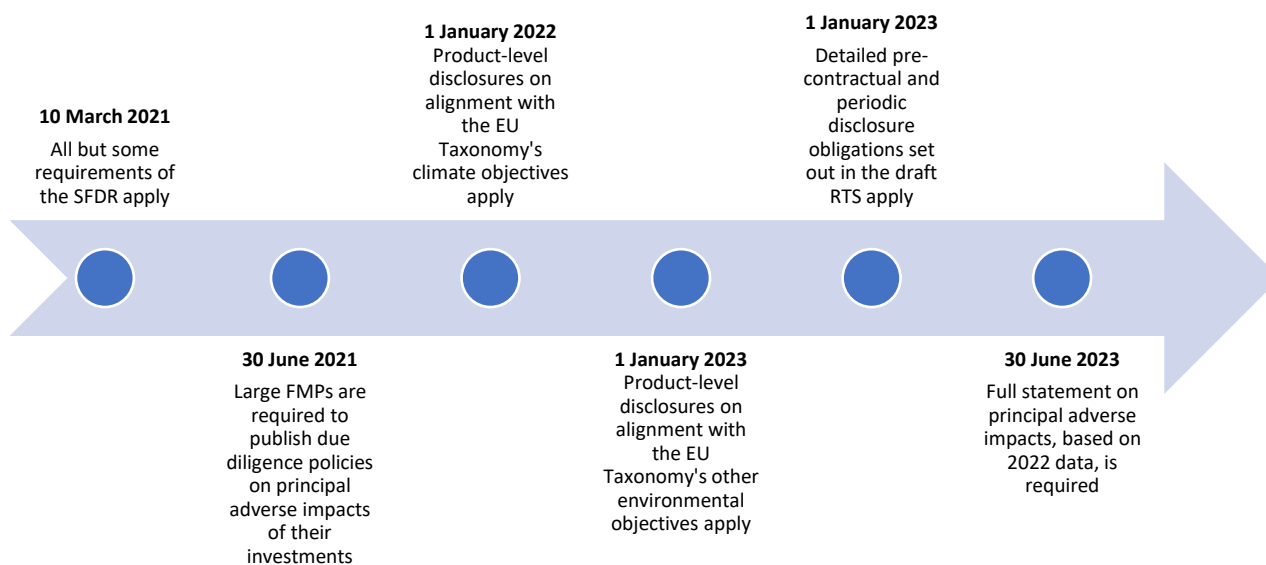 10 March 2021
All but some
requirements of
the SFDR apply
30 June 2021
Large FMPs are
required to
publish due
diligence policies
on principal
adverse impacts
of their
investments
1 January 2022
Product-level
disclosures on
alignment with
the EU
Taxonomy's
climate objectives
apply
1 January 2023
Product-level
disclosures on
alignment with
the EU
Taxonomy's other
environmental
objectives apply
1 January 2023
Detailed pre-
contractual and
periodic
disclosure
obligations set
out in the draft
RTS apply
30 June 2023
Full statement on
principal adverse
impacts, based on
2022 data, is
required